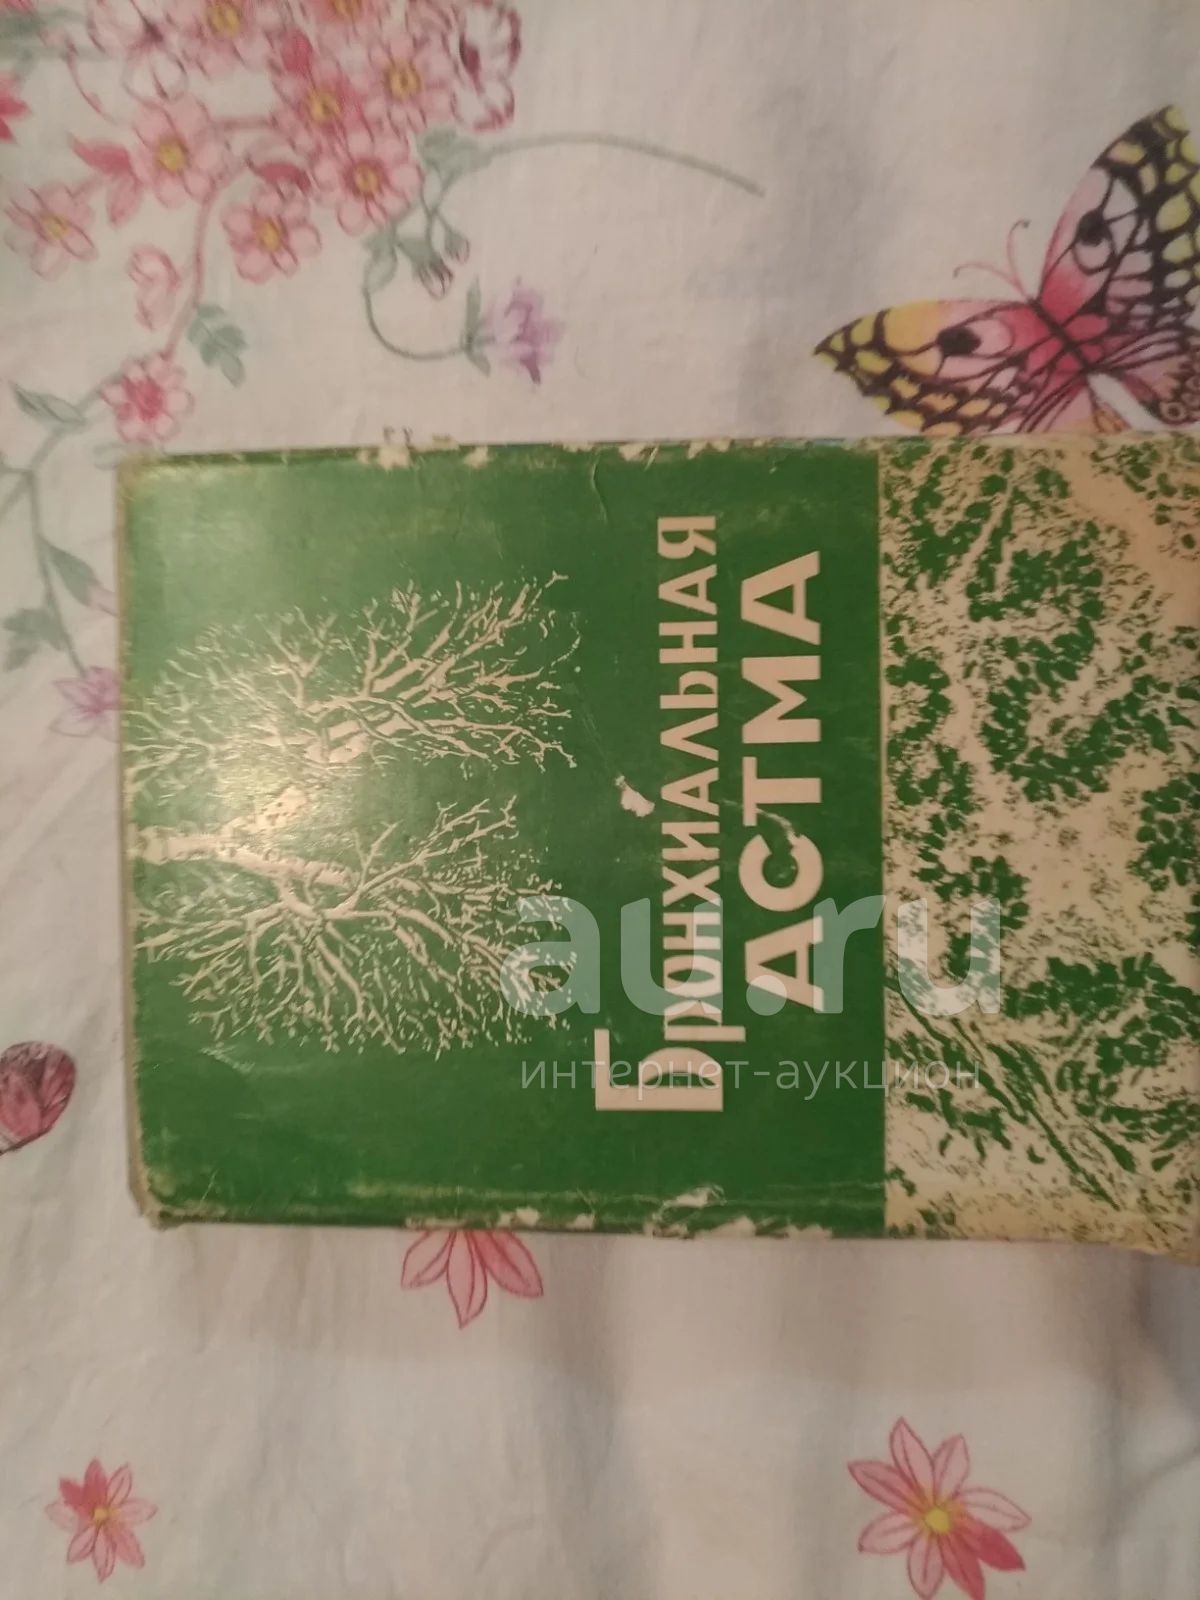 Бронхиальная
АСТМА
au.ru
интернет-аукцион